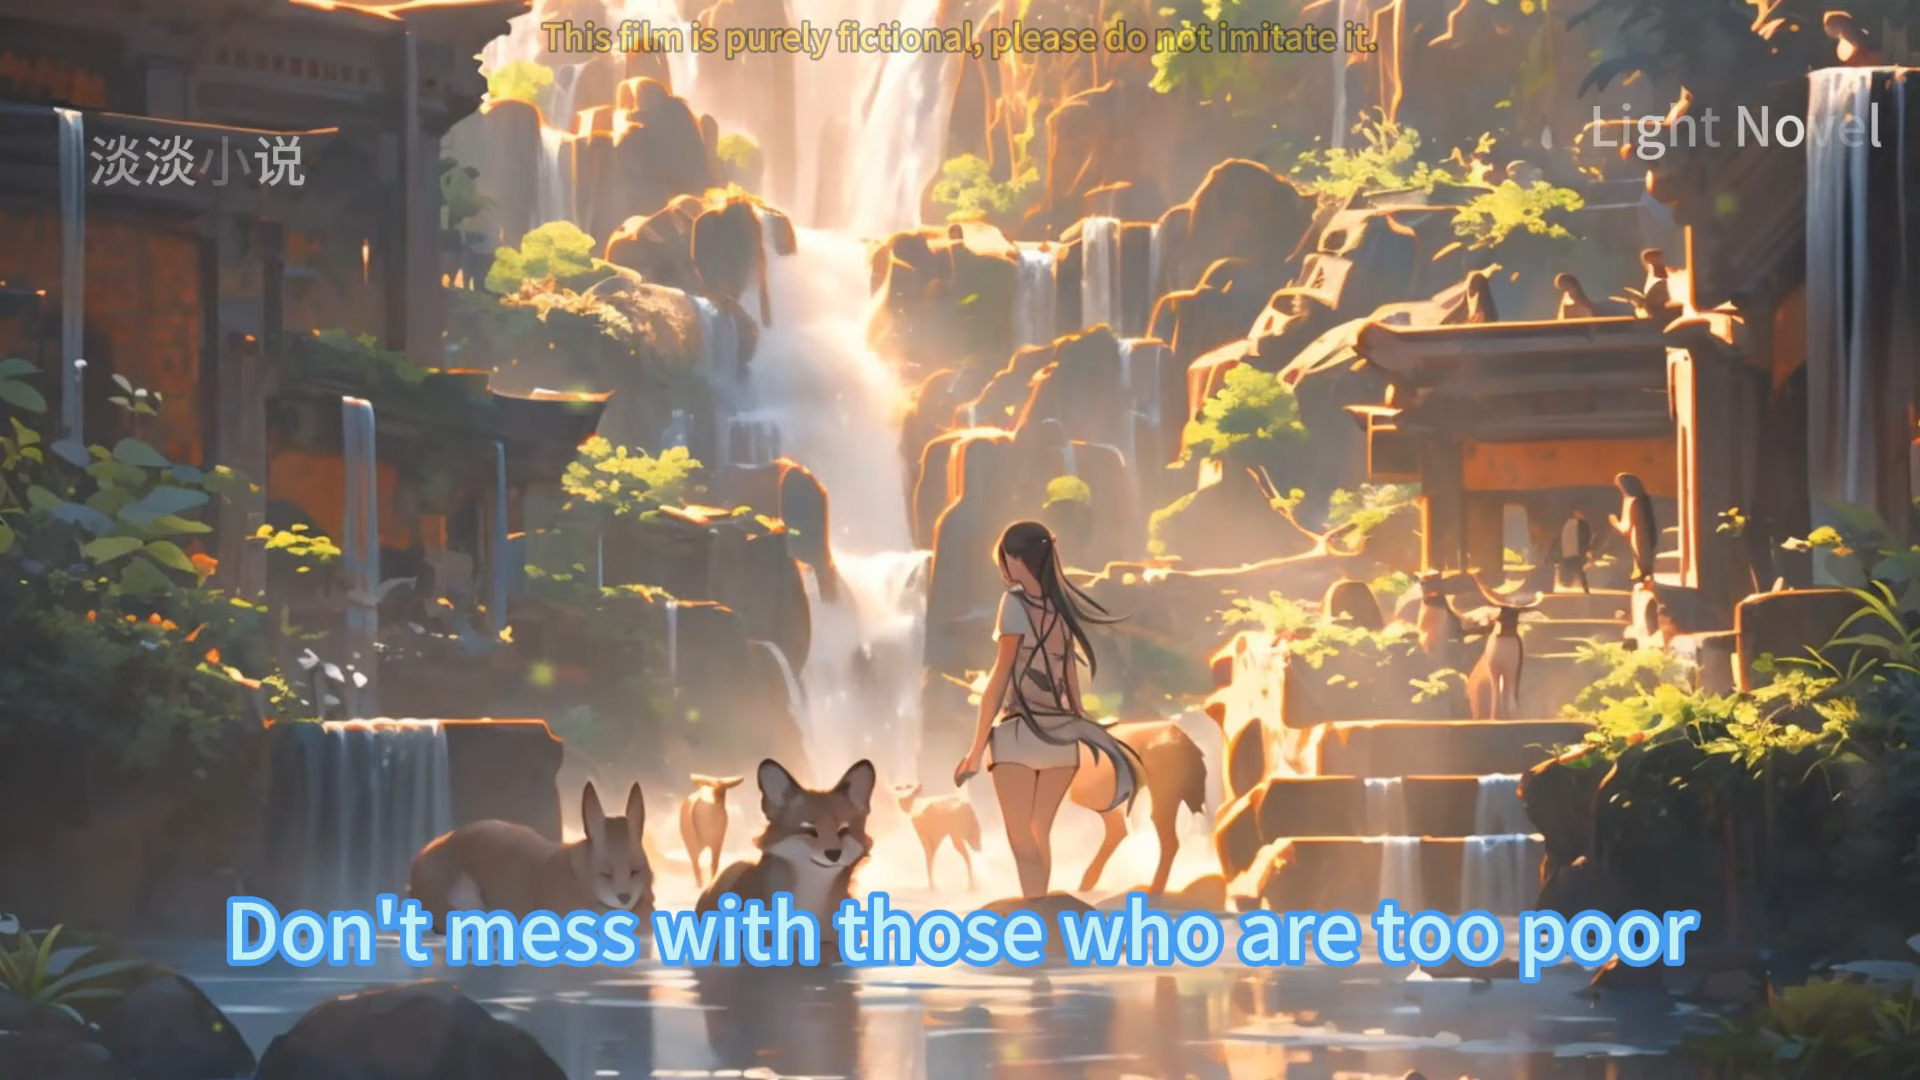 This film is purely fictional, please do not imitate it.
淡淡小说
Light Novel
Don't mess with those who are too poor